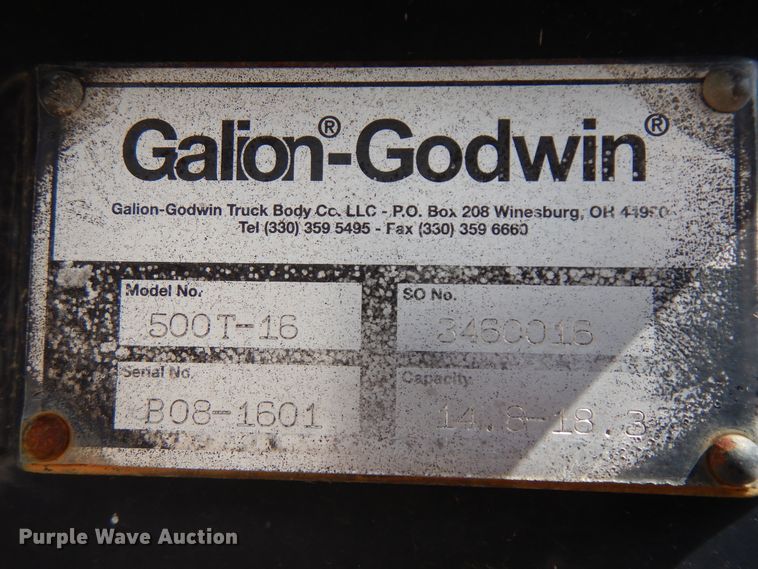 Galion®-Godwin®
Galion-Godwin Truck Body Co. LLC - P.O. Box 208 Winesburg, OH
Tel (330) 359 5495 - Fax (330) 359 6660
Model No. SO No.
500T-16 3460016
Serial No. Capacity
B08-1601 14.8-18.3
Purple Wave Auction